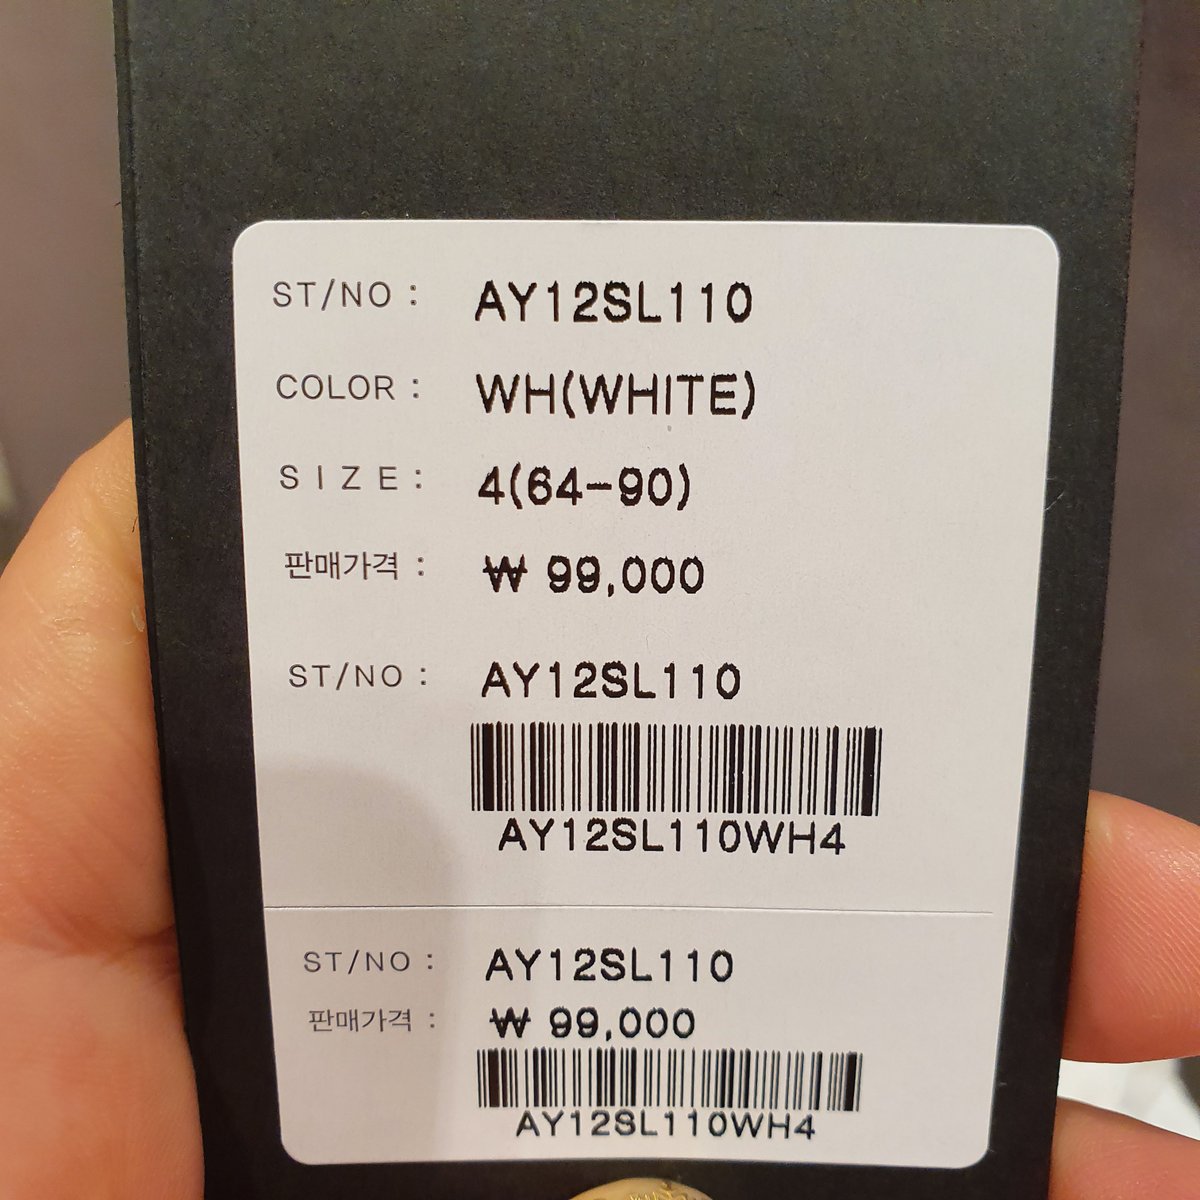 ST/NO : AY12SL110
COLOR : WH(WHITE)
SIZE : 4(64-90)
판매가격 : ₩ 99,000
ST/NO : AY12SL110
AY12SL110WH4
ST/NO : AY12SL110
판매가격 : ₩ 99,000
AY12SL110WH4